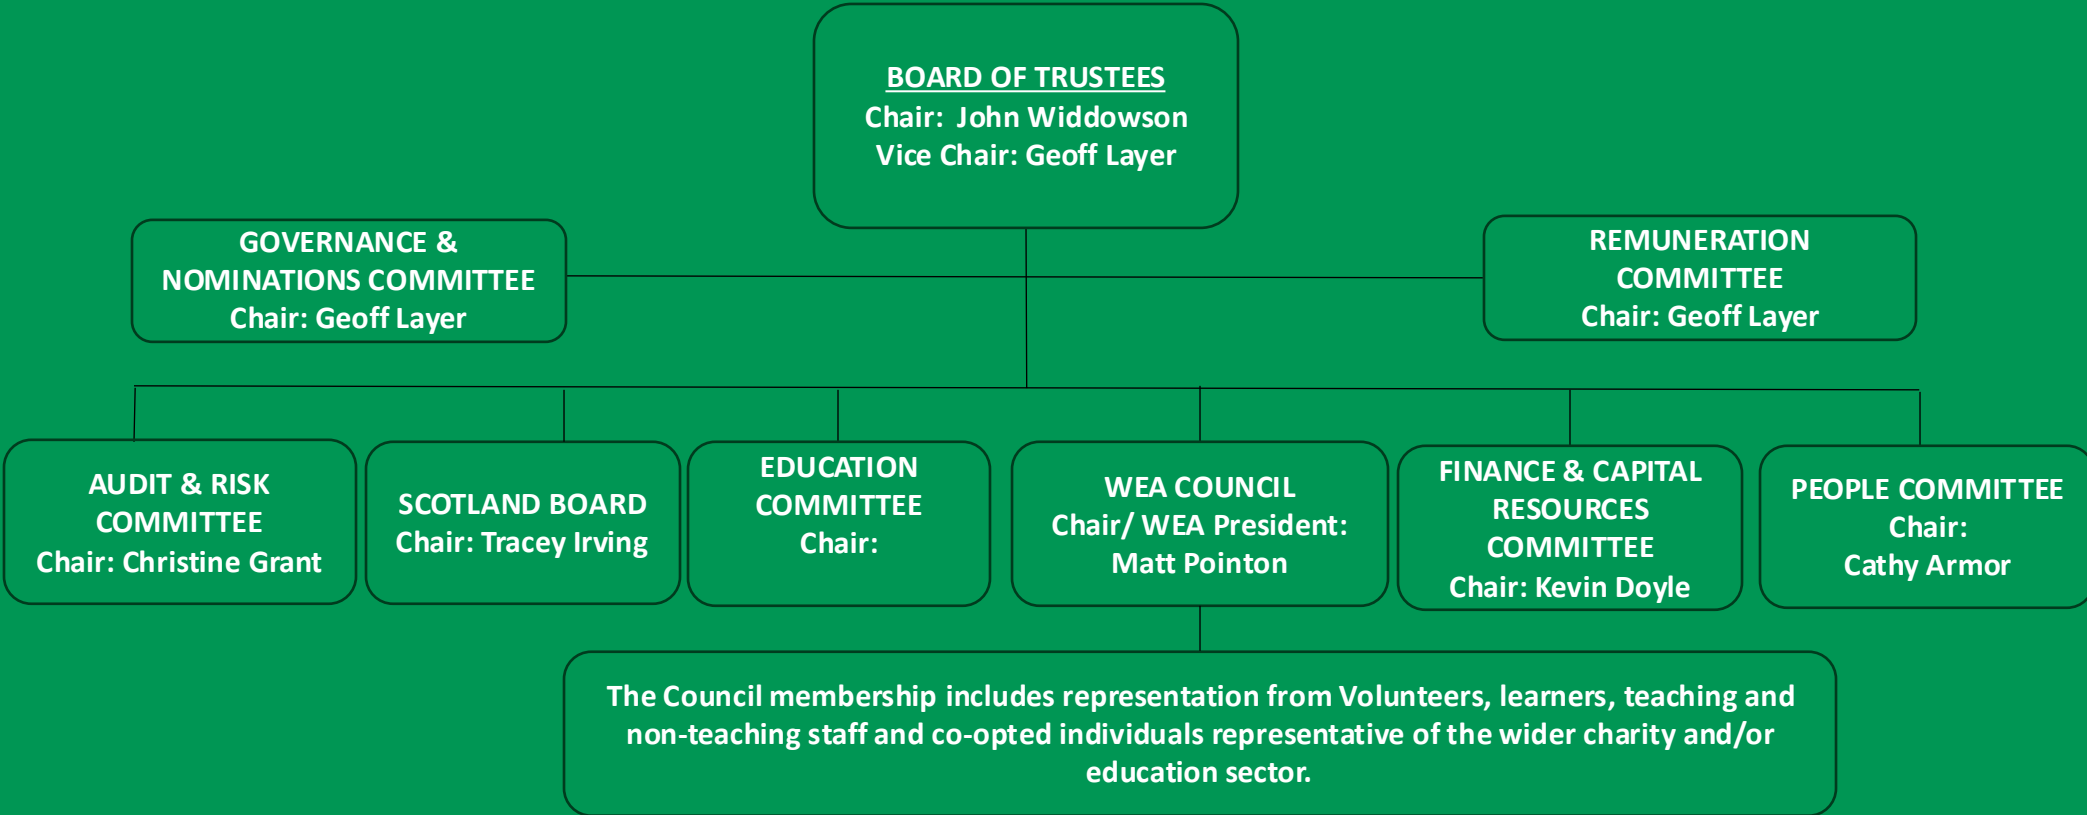 BOARD OF TRUSTEES
Chair: John Widdowson
Vice Chair: Geoff Layer
GOVERNANCE &
NOMINATIONS COMMITTEE
Chair: Geoff Layer
REMUNERATION
COMMITTEE
Chair: Geoff Layer
AUDIT & RISK
COMMITTEE
Chair: Christine Grant
SCOTLAND BOARD
Chair: Tracey Irving
EDUCATION
COMMITTEE
Chair:
WEA COUNCIL
Chair/ WEA President:
Matt Pointon
FINANCE & CAPITAL
RESOURCES
COMMITTEE
Chair: Kevin Doyle
PEOPLE COMMITTEE
Chair:
Cathy Armor
The Council membership includes representation from Volunteers, learners, teaching and
non-teaching staff and co-opted individuals representative of the wider charity and/or
education sector.